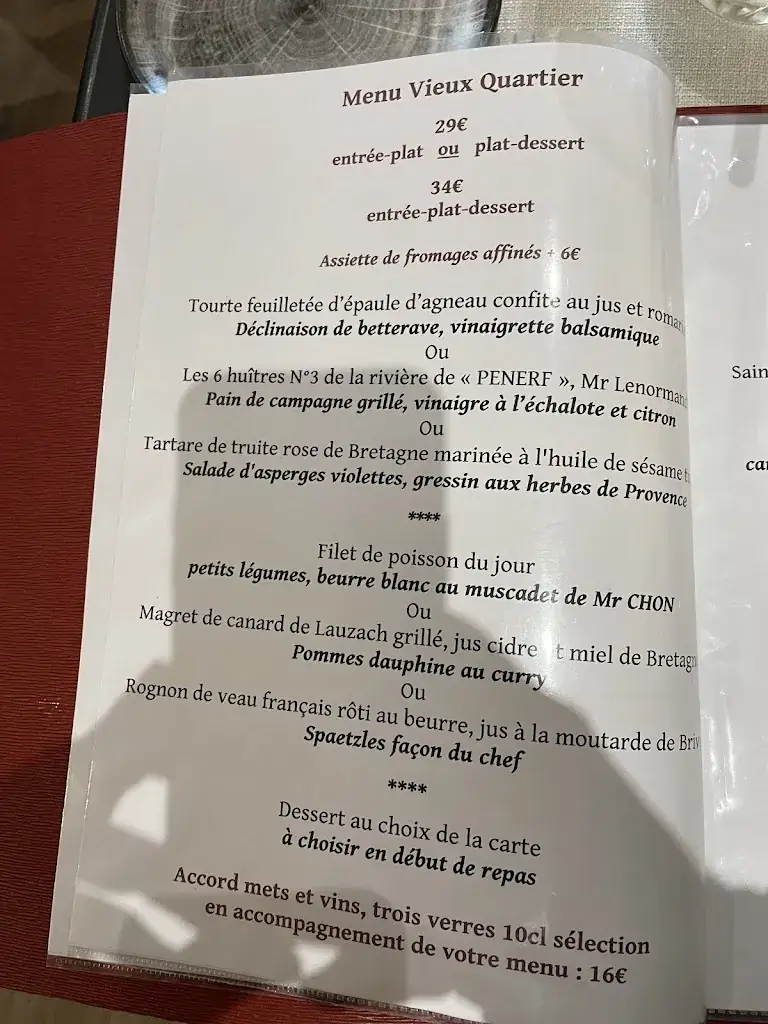 Menu Vieux Quartier
29€
entrée-plat ou plat-dessert
34€
entrée-plat-dessert
Assiette de fromages affinés + 6€
Tourte feuilletée d'épaule d'agneau confite au jus et
Déclinaison de betterave, vinaigrette balsamique
Ou
Les 6 huîtres N°3 de la rivière de « PENERF », Mr
Pain de campagne grillé, vinaigre à l'échalote et citron
Ou
Tartare de truite rose de Bretagne marinée à l'huile de sésame
Salade d'asperges violettes, gressin aux herbes de Provence
****
Filet de poisson du jour
petits légumes, beurre blanc au muscadet de Mr CHON
Ou
Magret de canard de Lauzach grillé, jus cidre t miel de
Pommes dauphine au curry
Ou
Rognon de veau français rôti au beurre, jus à la moutarde de
Spaetzles façon du chef
****
Dessert au choix de la carte
à choisir en début de repas
Accord mets et vins, trois verres 10cl sélection
en accompagnement de votre menu : 16€